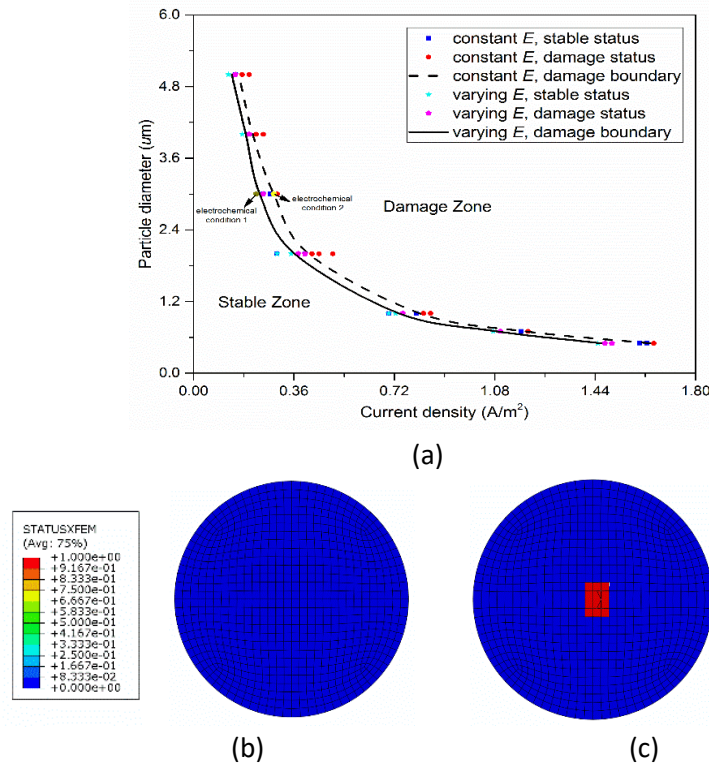 6.0
4.8
3.6
2.4
1.2
0.0
Particle diameter (um)
constant E, stable status
constant E, damage status
constant E, damage boundary
varying E, stable status
varying E, damage status
varying E, damage boundary
electrochemical
condition 1
electrochemical
condition 2
Damage Zone
Stable Zone
0.00 0.36 0.72 1.08 1.44 1.80
Current density (A/m²)
(a)
STATUSXFEM
(Avg: 75%)
+1.000e+00
+9.167e-01
+8.333e-01
+7.500e-01
+6.667e-01
+5.833e-01
+5.000e-01
+4.167e-01
+3.333e-01
+2.500e-01
+1.667e-01
+8.333e-02
+0.000e+00
(b) (c)